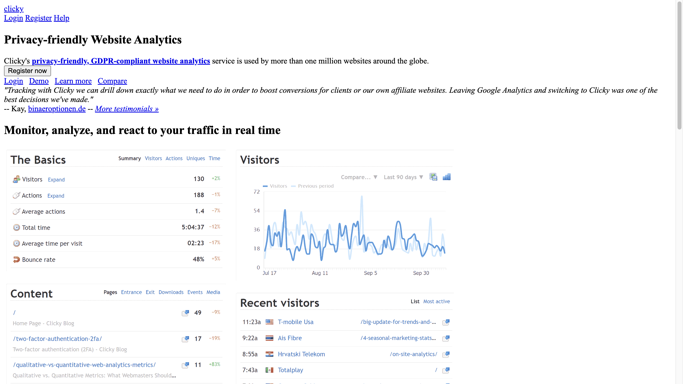 clicky
Login Register Help
Privacy-friendly Website Analytics
Clicky's privacy-friendly, GDPR-compliant website analytics service is used by more than one million websites around the globe.
Register now
Login Demo Learn more Compare
"Tracking with Clicky we can drill down exactly what we need to do in order to boost conversions for clients or our own affiliate websites. Leaving Google Analytics and switching to Clicky was one of the
best decisions we've made."
-- Kay, binaeroptionen.de -- More testimonials »
Monitor, analyze, and react to your traffic in real time
The Basics Summary Visitors Actions Uniques Time
Visitors Expand 130 +2%
Actions Expand 188 -1%
Average actions 1.4 -7%
Total time 5:04:37 -12%
Average time per visit 02:23 -17%
Bounce rate 48% +5%
Content Pages Entrance Exit Downloads Events Media
/ 49 -9%
Home Page - Clicky Blog
/two-factor-authentication-2fa/ 17 -19%
Two-factor authentication (2FA) - Clicky Blog
/qualitative-vs-quantitative-web-analytics-metrics/ 11 +83%
Qualitative vs. Quantitative Metrics: What Webmasters Should...
Visitors
Compare... ▼ Last 90 days ▼
Visitors Previous period
72
54
36
18
0
Jul 17 Aug 11 Sep 5 Sep 30
Recent visitors List Most active
11:23a T-mobile Usa /big-update-for-trends-and-...
9:22a Ais Fibre /4-seasonal-marketing-stats...
8:55a Hrvatski Telekom /on-site-analytics/
7:43a Totalplay /